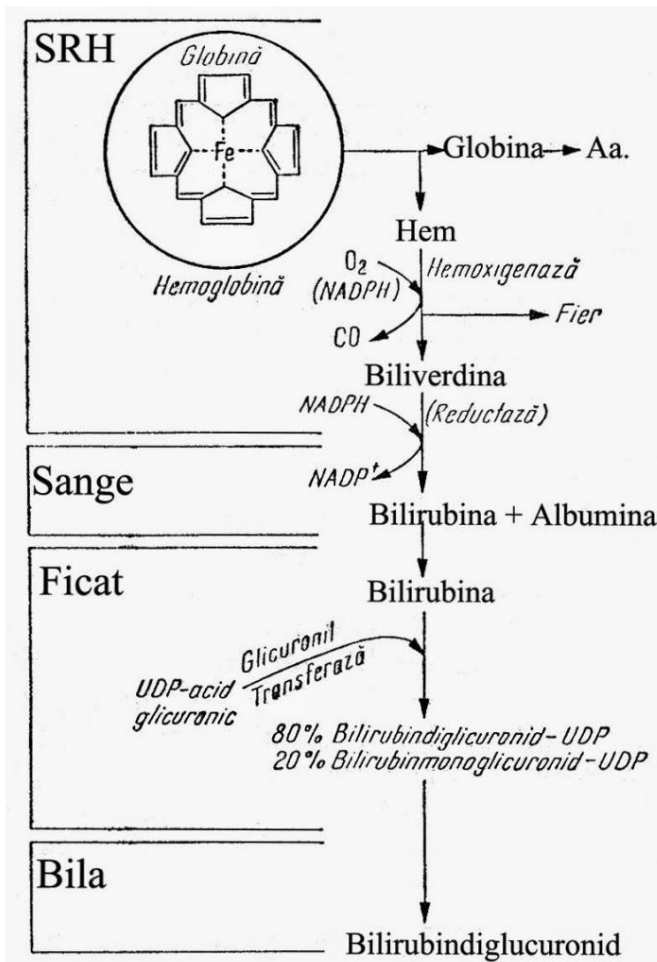 SRH
Globină
Fe
Hemoglobină
Globina
Aa.
Hem
O₂
(NADPH)
Hemoxigenază
CO
Fier
Biliverdina
NADPH
(Reductază)
NADP⁺
Sange
Bilirubina + Albumina
Ficat
Bilirubina
Glicuronil
Transferază
UDP-acid
glicuronic
80% Bilirubindiglicuronid-UDP
20% Bilirubinmonoglicuronid-UDP
Bila
Bilirubindiglucuronid